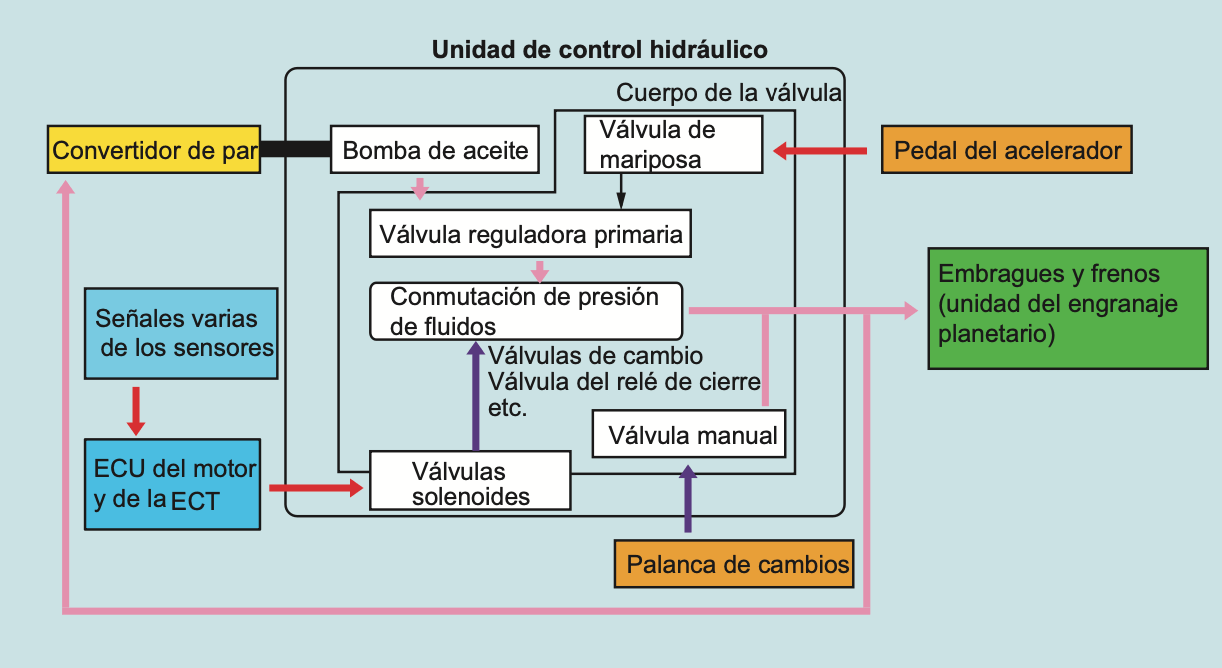 Unidad de control hidráulico
Cuerpo de la válvula
Convertidor de par
Bomba de aceite
Válvula de
mariposa
Pedal del acelerador
Válvula reguladora primaria
Embragues y frenos
(unidad del engranaje
planetario)
Conmutación de presión
de fluidos
Señales varias
de los sensores
Válvulas de cambio
Válvula del relé de cierre
etc.
Válvula manual
ECU del motor
y de la ECT
Válvulas
solenoides
Palanca de cambios